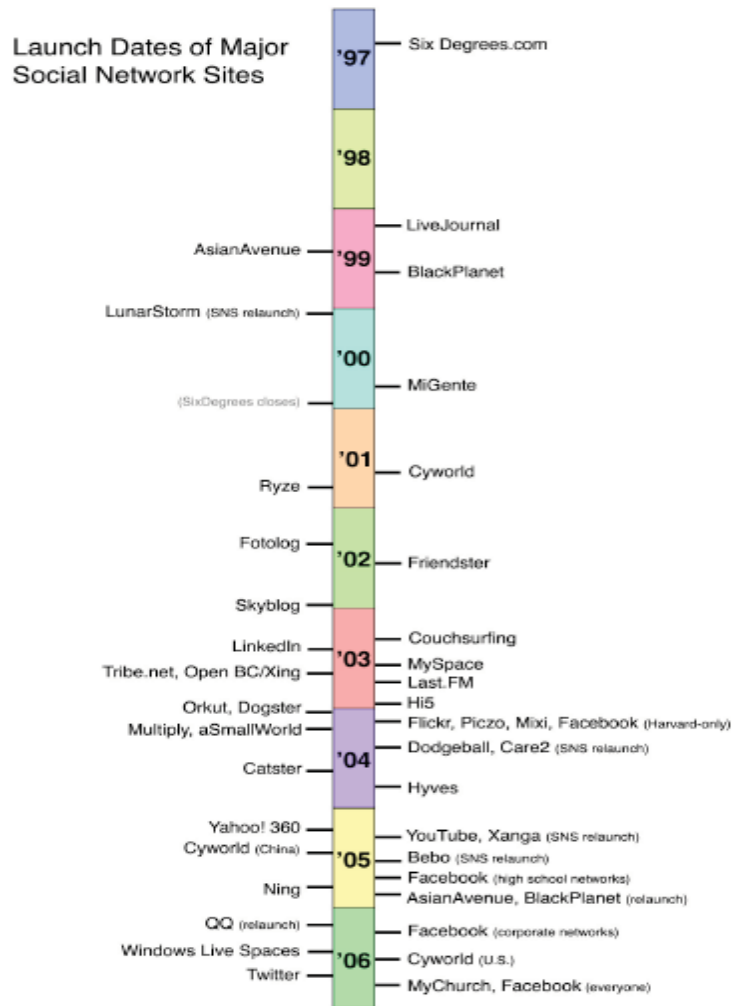 Launch Dates of Major
Social Network Sites
'97
Six Degrees.com
'98
'99
LiveJournal
AsianAvenue
BlackPlanet
LunarStorm (SNS relaunch)
'00
MiGente
(SixDegrees closes)
'01
Cyworld
Ryze
Fotolog
'02
Friendster
Skyblog
Couchsurfing
LinkedIn
'03
MySpace
Tribe.net, Open BC/Xing
Last.FM
Hi5
Orkut, Dogster
Flickr, Piczo, Mixi, Facebook (Harvard-only)
Multiply, aSmallWorld
Dodgeball, Care2 (SNS relaunch)
'04
Catster
Hyves
Yahoo! 360
YouTube, Xanga (SNS relaunch)
Cyworld (China)
'05
Bebo (SNS relaunch)
Facebook (high school networks)
Ning
AsianAvenue, BlackPlanet (relaunch)
QQ (relaunch)
Facebook (corporate networks)
Windows Live Spaces
'06
Cyworld (U.S.)
Twitter
MyChurch, Facebook (everyone)